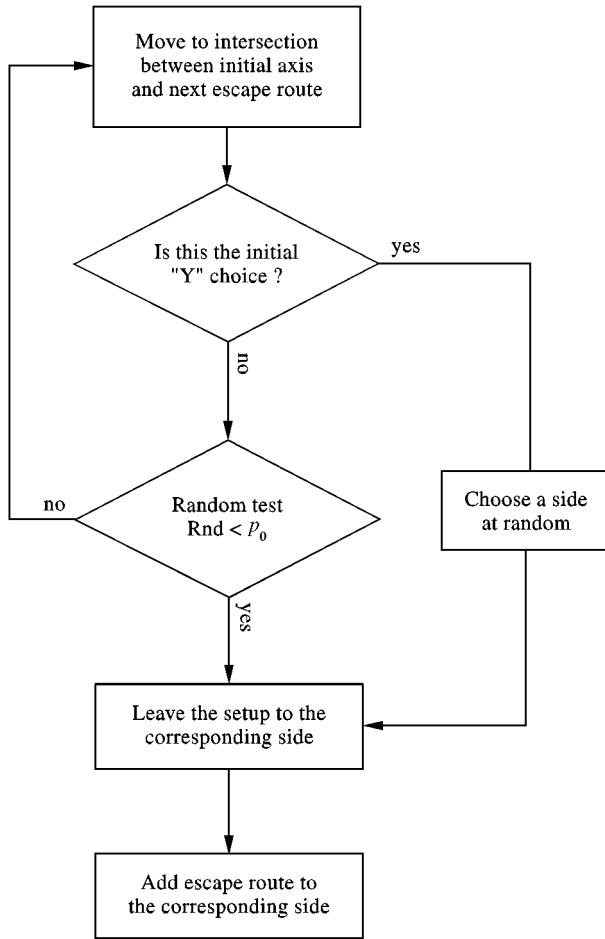 Move to intersection
between initial axis
and next escape route
Is this the initial
"Y" choice ?
yes
no
Random test
Rnd < p₀
no
Choose a side
at random
yes
Leave the setup to the
corresponding side
Add escape route to
the corresponding side